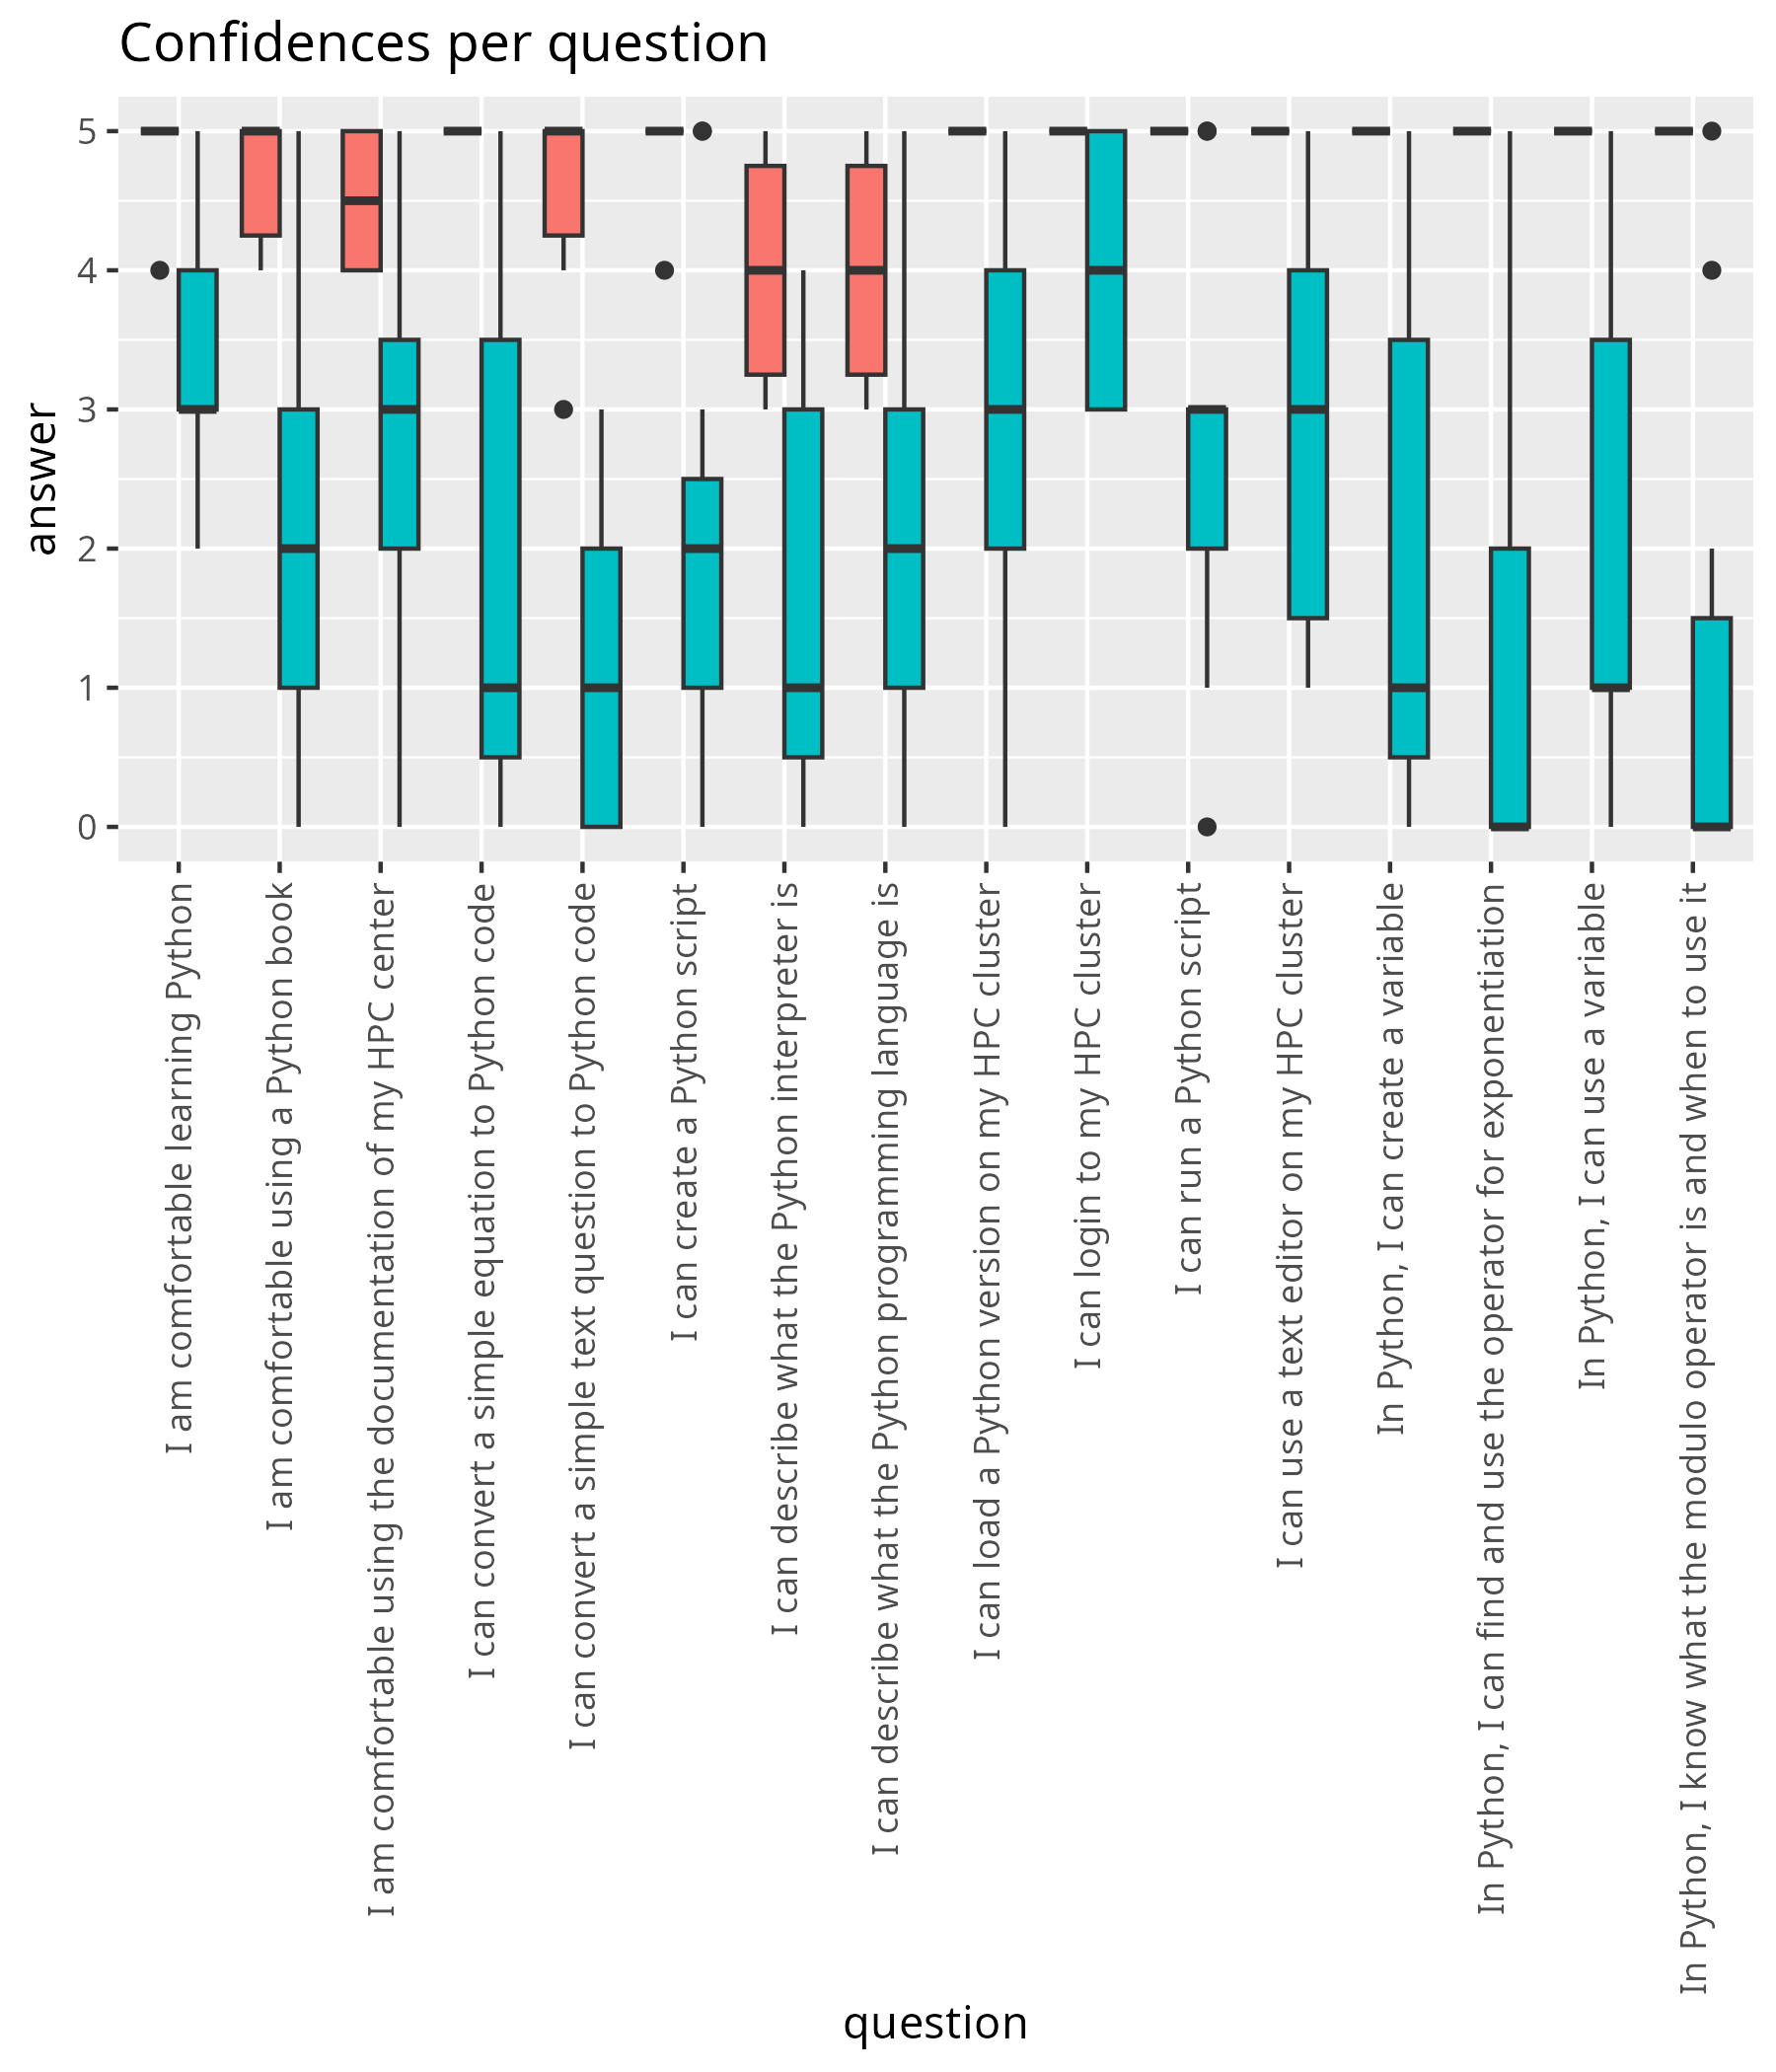 Confidences per question
answer
5
4
3
2
1
0
I am comfortable learning Python
I am comfortable using a Python book
I am comfortable using the documentation of my HPC center
I can convert a simple equation to Python code
I can convert a simple text question to Python code
I can create a Python script
I can describe what the Python interpreter is
I can describe what the Python programming language is
I can load a Python version on my HPC cluster
I can login to my HPC cluster
I can run a Python script
I can use a text editor on my HPC cluster
In Python, I can create a variable
In Python, I can find and use the operator for exponentiation
In Python, I can use a variable
In Python, I know what the modulo operator is and when to use it
question